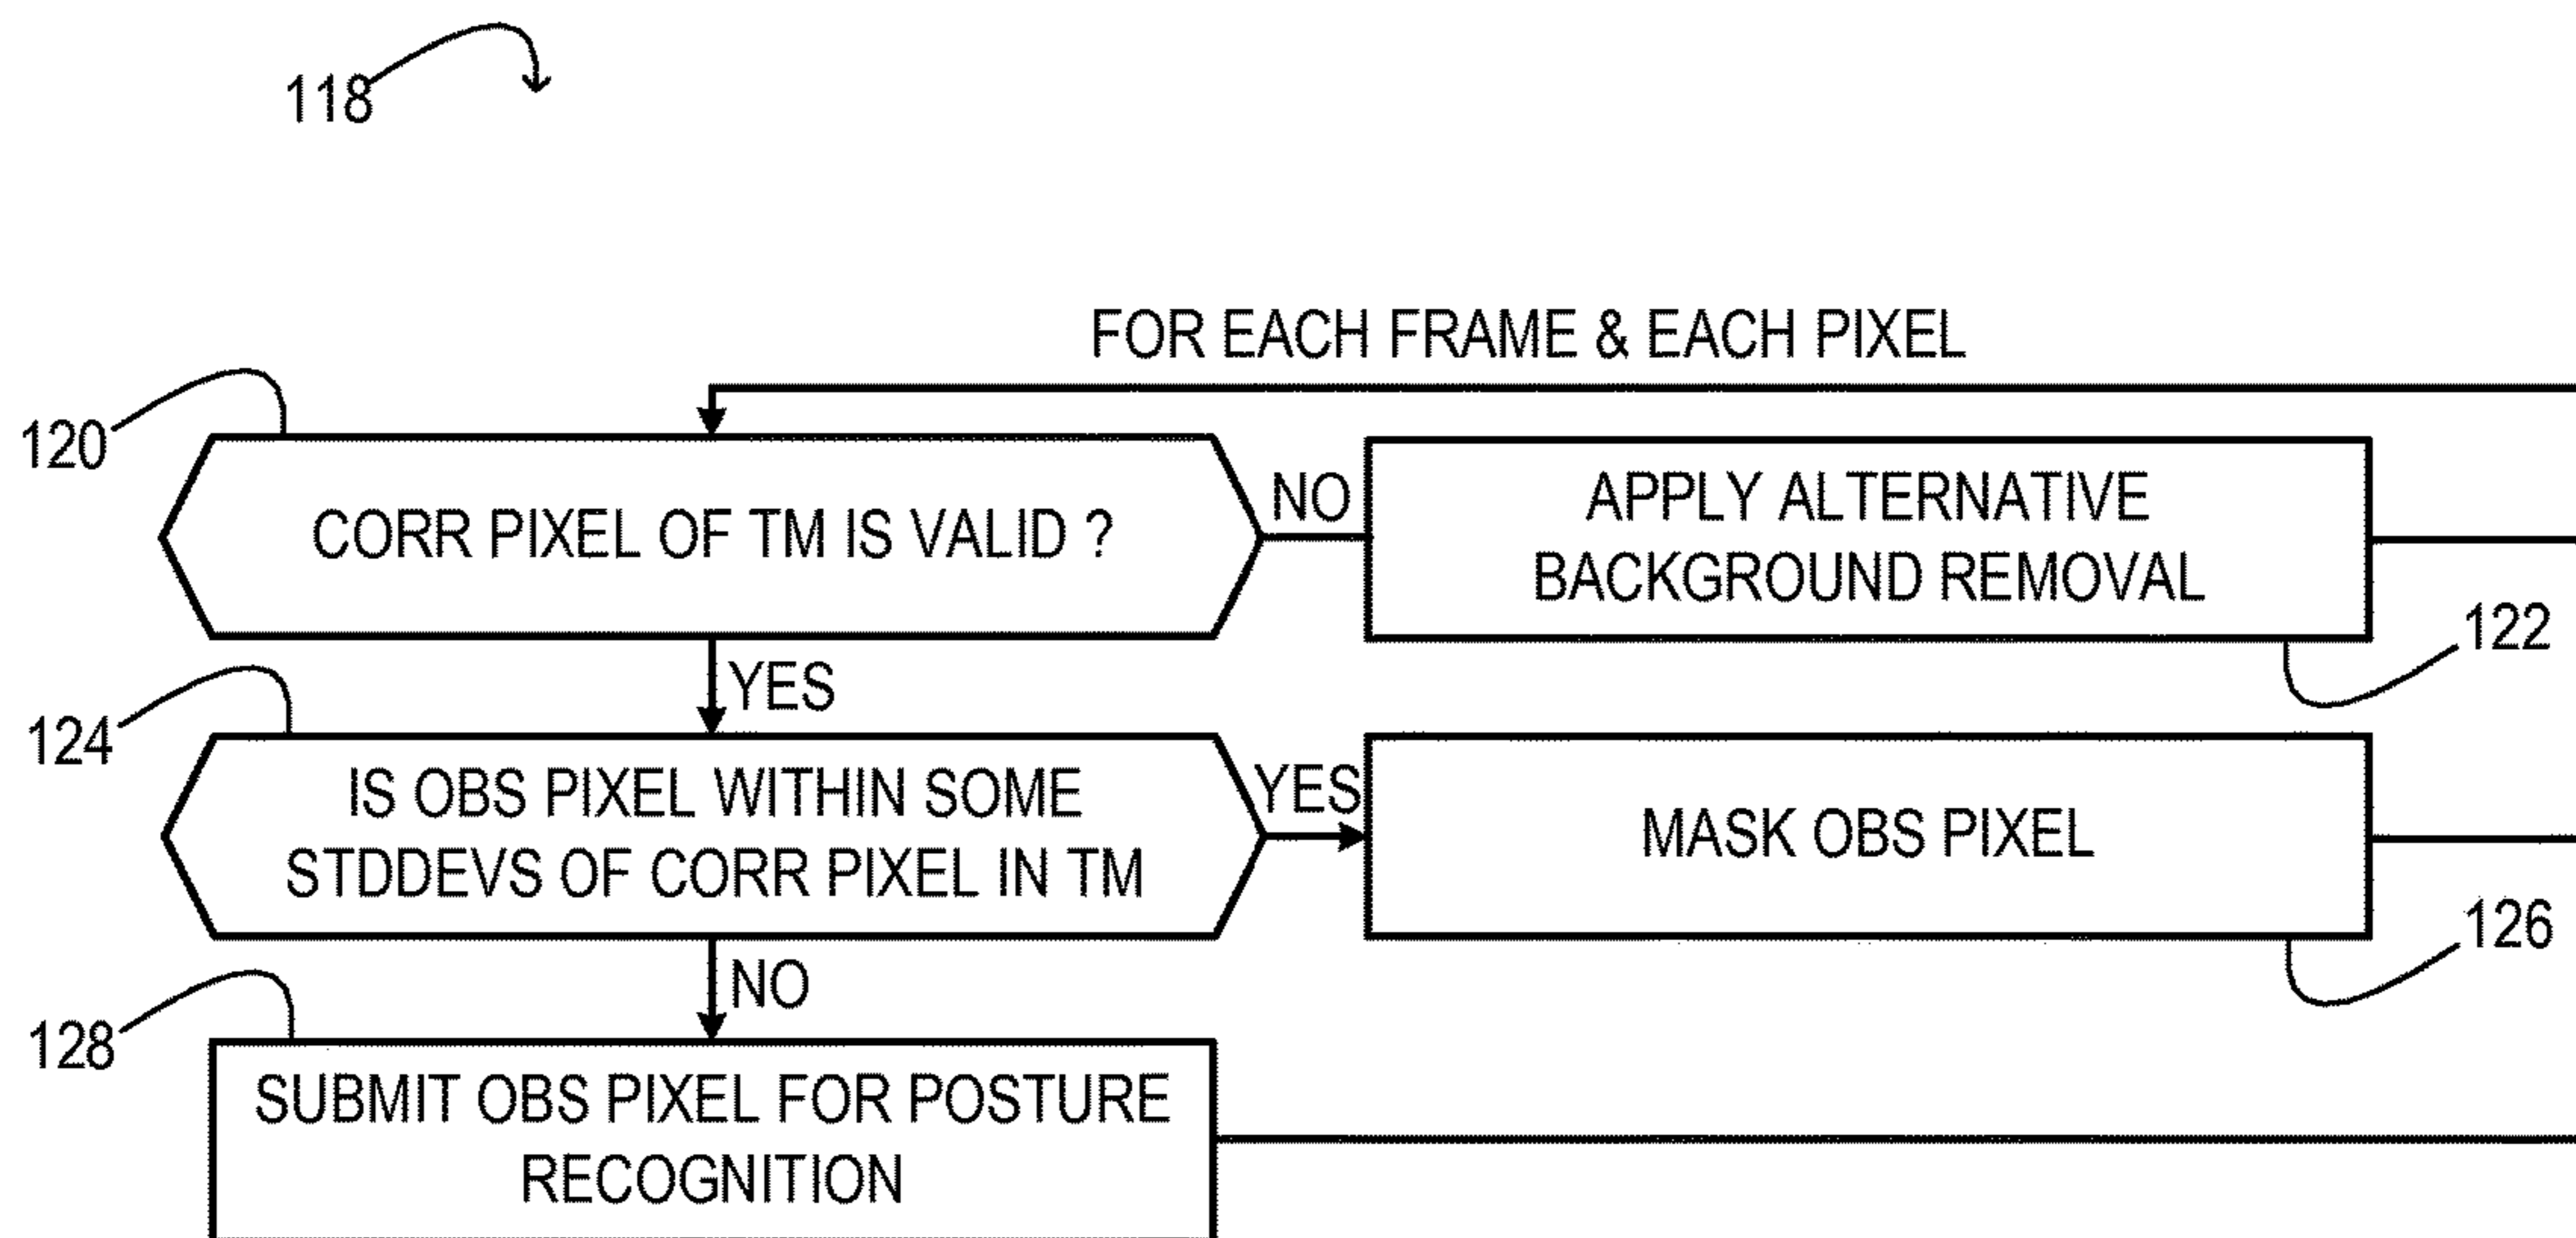 118
FOR EACH FRAME & EACH PIXEL
120
CORR PIXEL OF TM IS VALID ?
NO
APPLY ALTERNATIVE
BACKGROUND REMOVAL
122
YES
124
IS OBS PIXEL WITHIN SOME
STDDEVS OF CORR PIXEL IN TM
YES
MASK OBS PIXEL
126
NO
128
SUBMIT OBS PIXEL FOR POSTURE
RECOGNITION